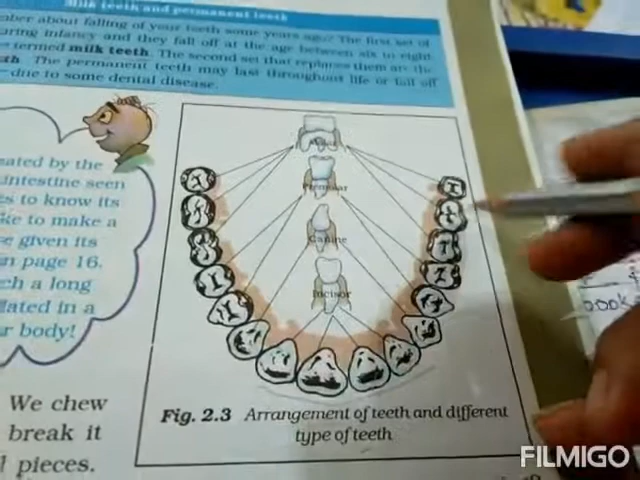 Milk teeth and permanent teeth
about falling of your teeth some years ago? The first set of
during infancy and they fall off at the age between six to eight
termed milk teeth. The second set that replaces them are the
The permanent teeth may last throughout life or fall off
due to some dental disease.
by the
intestine seen
to know its
to make a
given its
on page 16.
ch a long
in a
body!
We chew
break it
pieces.
Premolar
Canine
Incisor
Fig. 2.3 Arrangement of teeth and different
type of teeth
book
FILMIGO